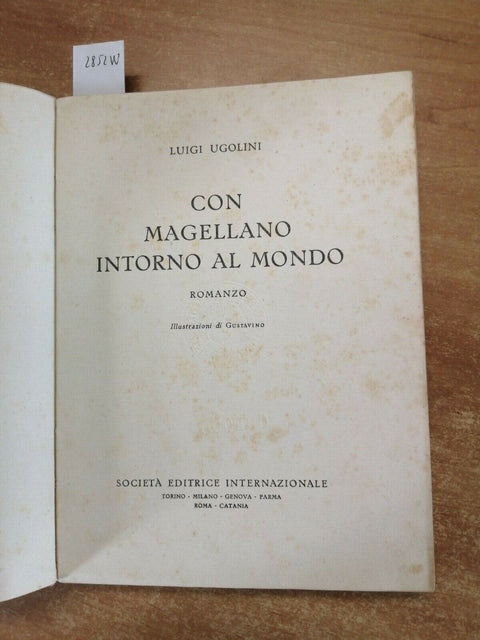 2852W
LUIGI UGOLINI
CON
MAGELLANO
INTORNO AL MONDO
ROMANZO
Illustrazioni di GUSTAVINO
SOCIETÀ EDITRICE INTERNAZIONALE
TORINO - MILANO - GENOVA - PARMA
ROMA - CATANIA